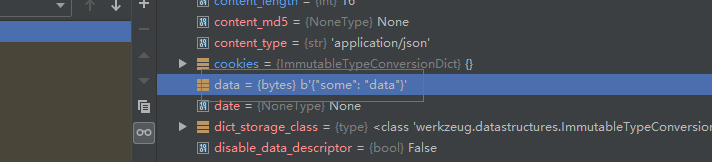 content_length = {int} 16
content_md5 = {NoneType} None
content_type = {str} 'application/json'
cookies = {ImmutableTypeConversionDict} {}
data = {bytes} b'{"some": "data"}'
date = {NoneType} None
dict_storage_class = {type} <class 'werkzeug.datastructures.ImmutableTypeConversion
disable_data_descriptor = {bool} False